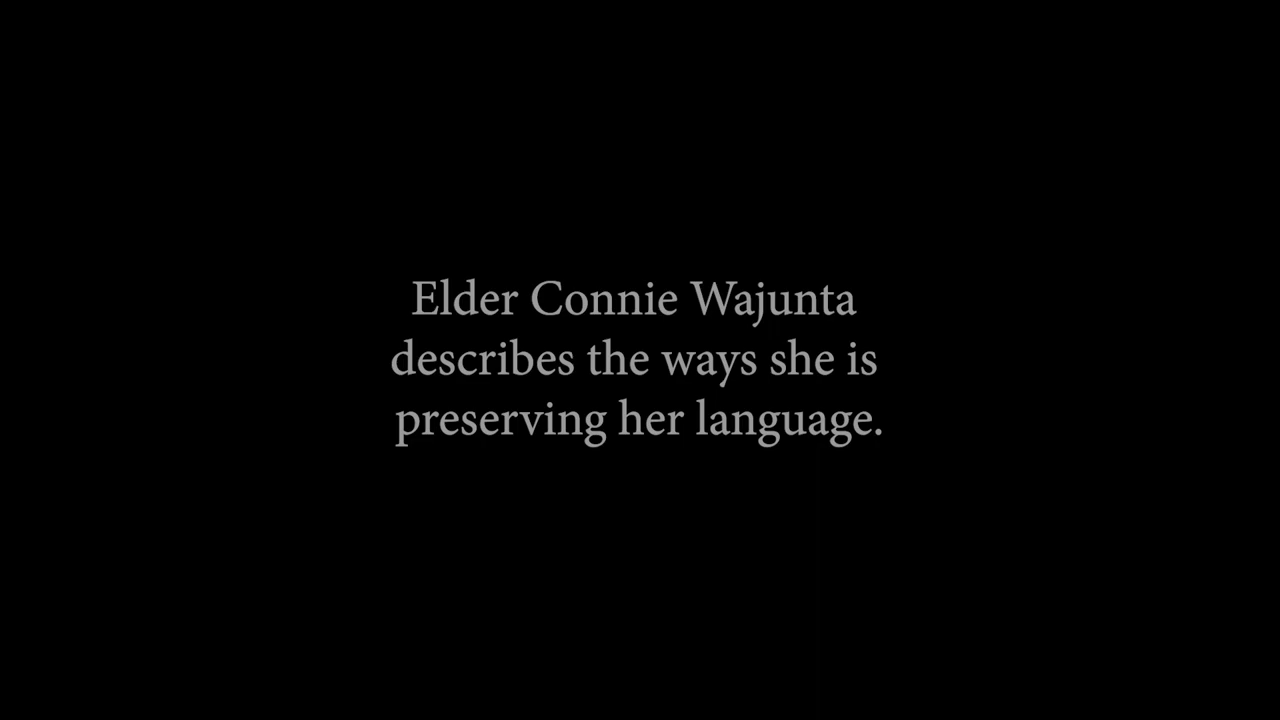 Elder Connie Wajunta
describes the ways she is
preserving her language.